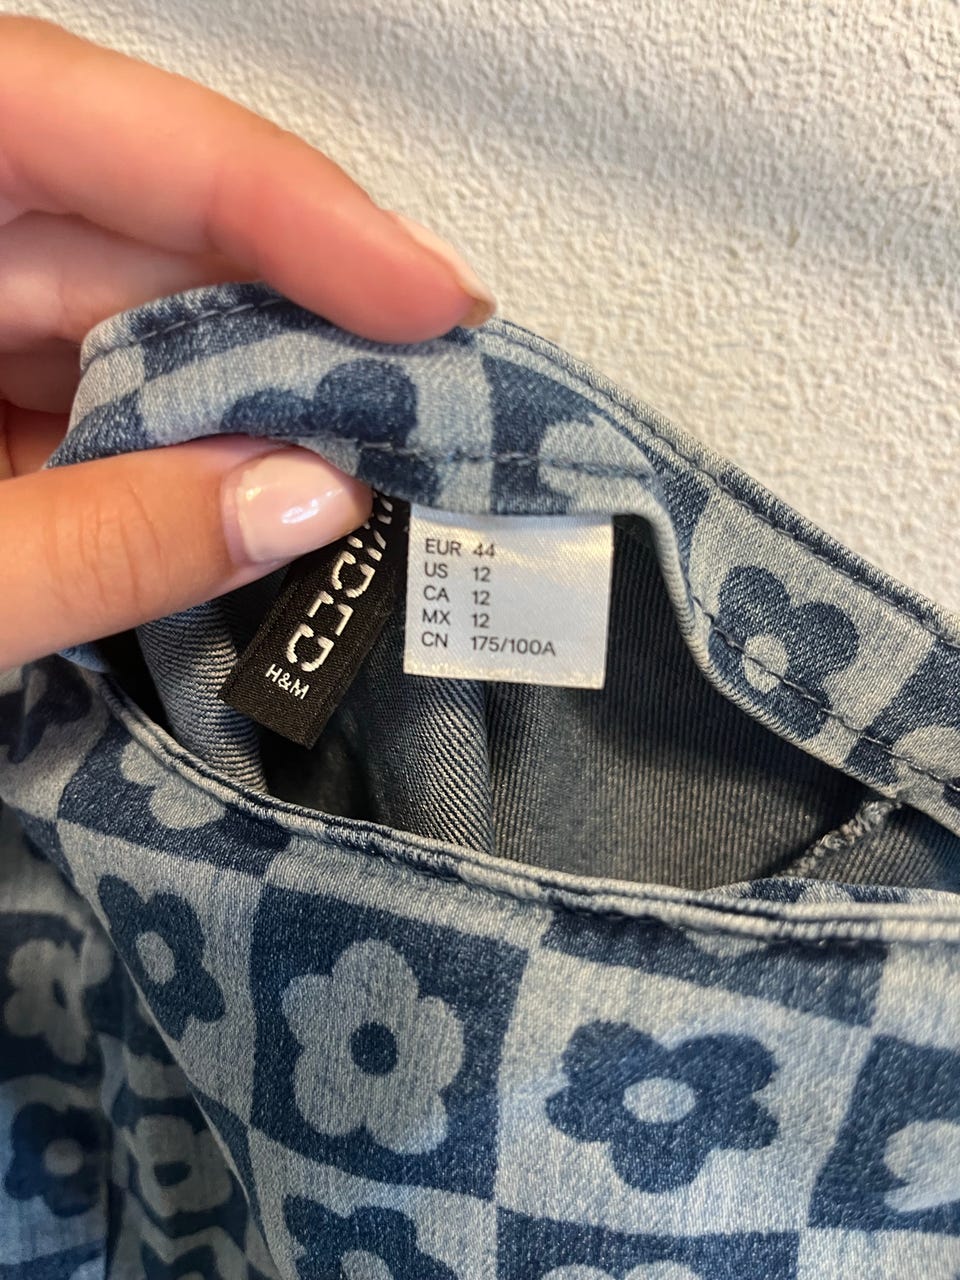 H&M
EUR 44
US 12
CA 12
MX 12
CN 175/100A